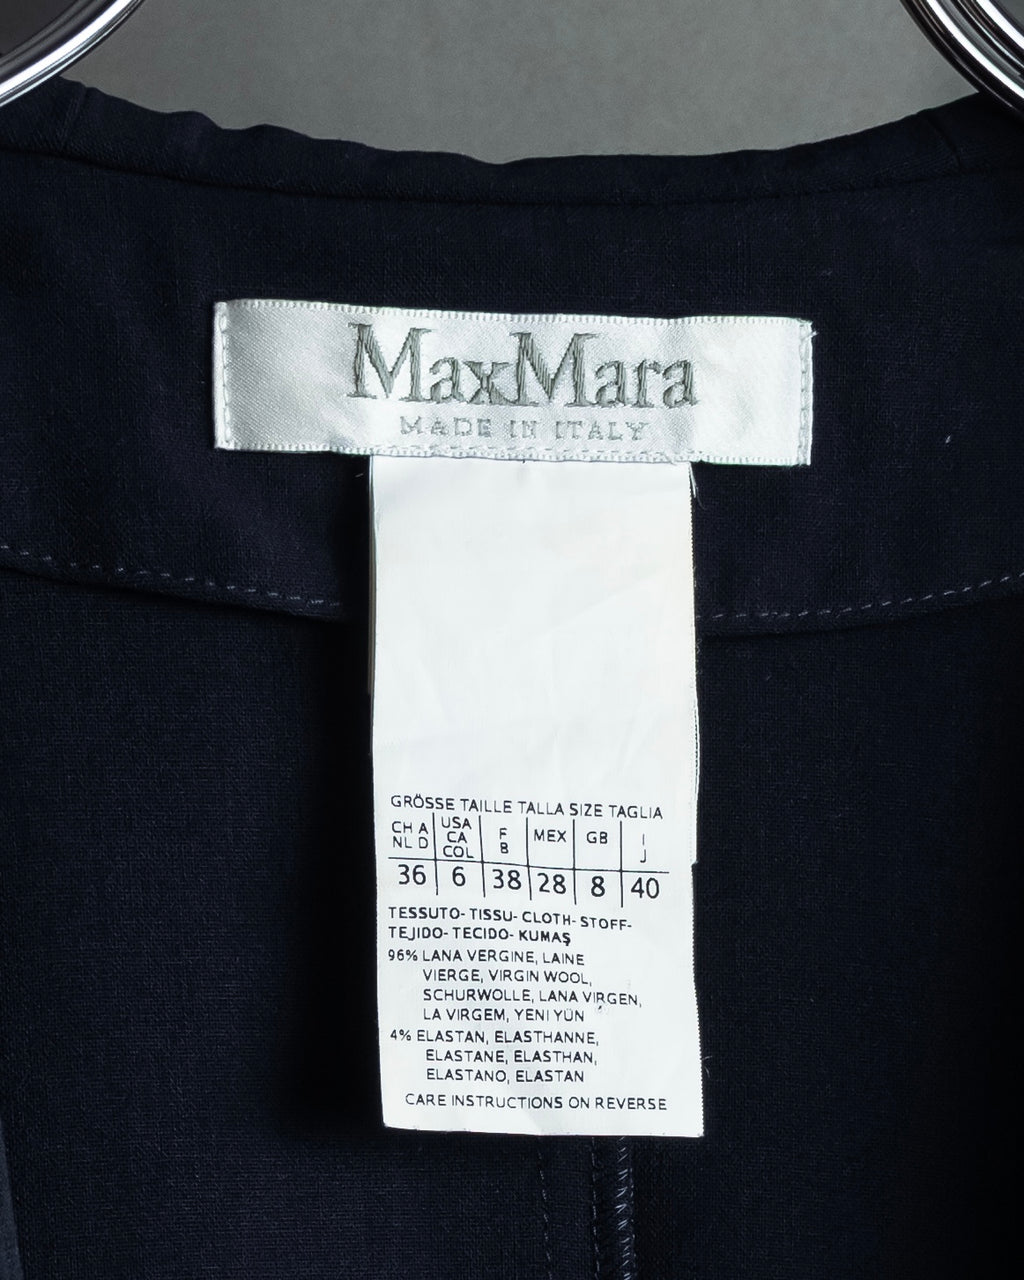 MaxMara
MADE IN ITALY
GRÖSSE TAILLE TALLA SIZE TAGLIA
CH A NL D USA CA COL F B MEX GB I J
36 6 38 28 8 40
TESSUTO- TISSU- CLOTH- STOFF-
TEJIDO- TECIDO- KUMAŞ
96% LANA VERGINE, LAINE
VIERGE, VIRGIN WOOL,
SCHURWOLLE, LANA VIRGEN,
LA VIRGEM, YENI YÜN
4% ELASTAN, ELASTHANNE,
ELASTANE, ELASTHAN,
ELASTANO, ELASTAN
CARE INSTRUCTIONS ON REVERSE